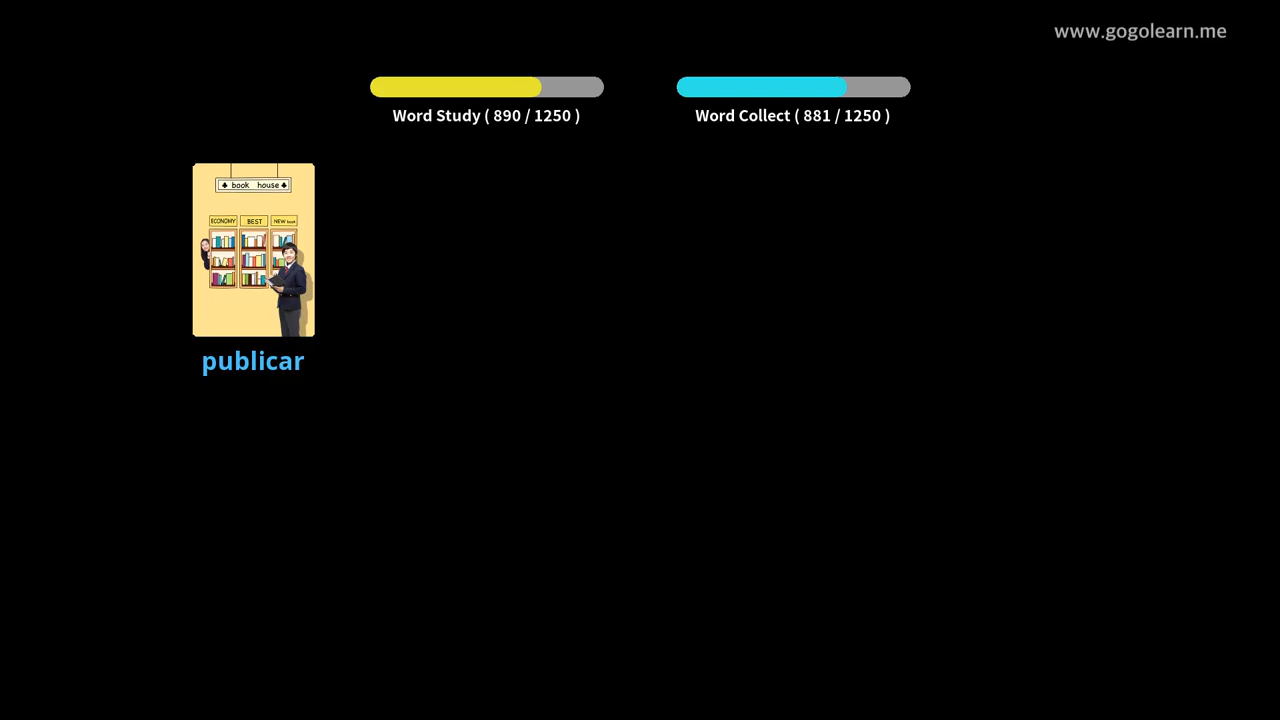 www.gogolearn.me
Word Study ( 890 / 1250 )
Word Collect ( 881 / 1250 )
♠ book house ♠
ECONOMY
BEST
NEW book
publicar